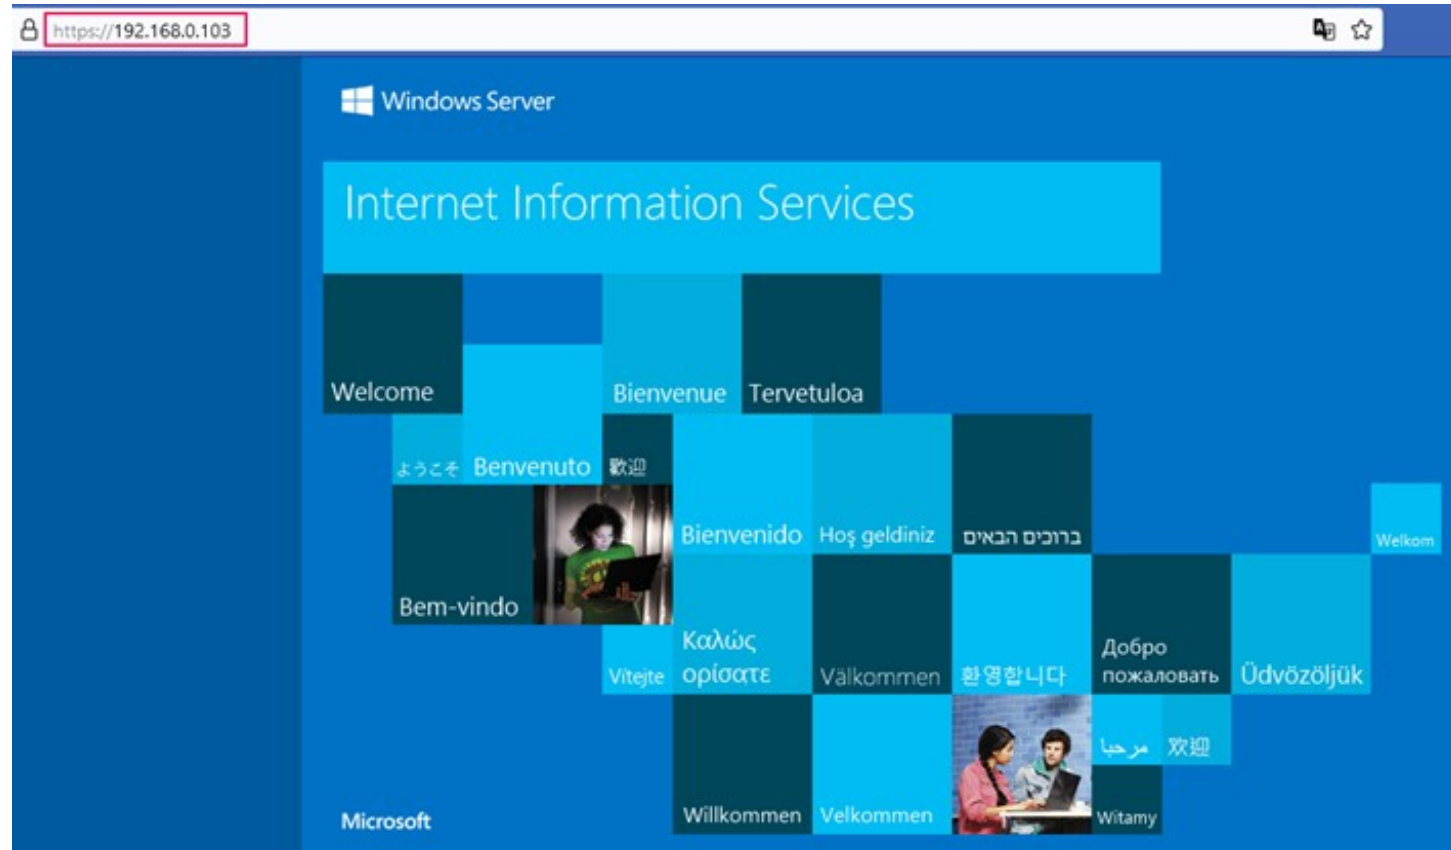 https://192.168.0.103
Windows Server
Internet Information Services
Welcome
Bienvenue
Tervetuloa
ようこそ
Benvenuto
歡迎
Bienvenido
Hoş geldiniz
ברוכים הבאים
Welkom
Bem-vindo
Vítejte
Καλώς
ορίσατε
Välkommen
환영합니다
Добро
пожаловать
Üdvözöljük
مرحبا
欢迎
Microsoft
Willkommen
Velkommen
Witamy